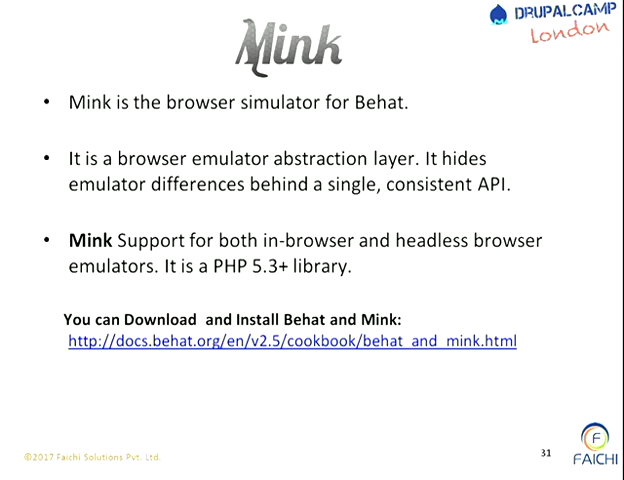 DRUPALCAMP
London
Mink
• Mink is the browser simulator for Behat.
• It is a browser emulator abstraction layer. It hides
emulator differences behind a single, consistent API.
• Mink Support for both in-browser and headless browser
emulators. It is a PHP 5.3+ library.
You can Download  and Install Behat and Mink:
http://docs.behat.org/en/v2.5/cookbook/behat_and_mink.html
©2017 Faichi Solutions Pvt. Ltd.
31
F
FAICHI